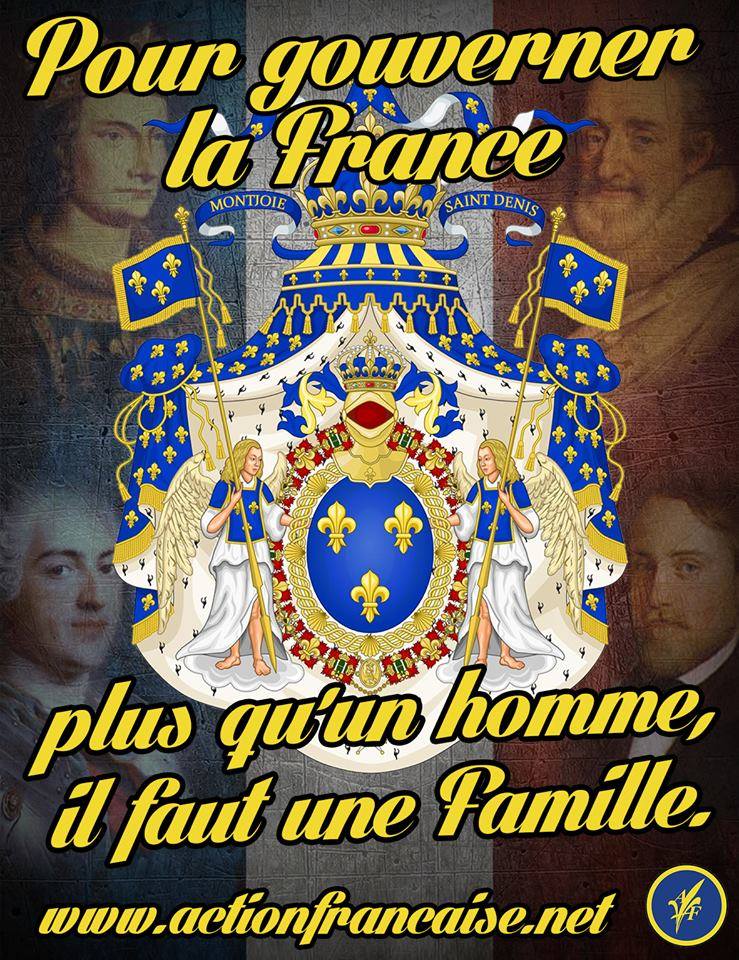 Pour gouverner
la France
MONTJOIE SAINT DENIS
plus qu'un homme,
il faut une Famille.
www.actionfrancaise.net
AF